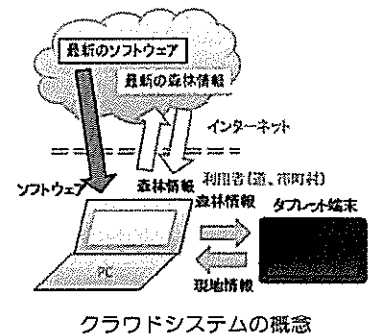 最新のソフトウェア
最新の森林情報
インターネット
ソフトウェア
森林情報
利用者(道、市町村)
森林情報
タブレット端末
PC
現地情報
クラウドシステムの概念